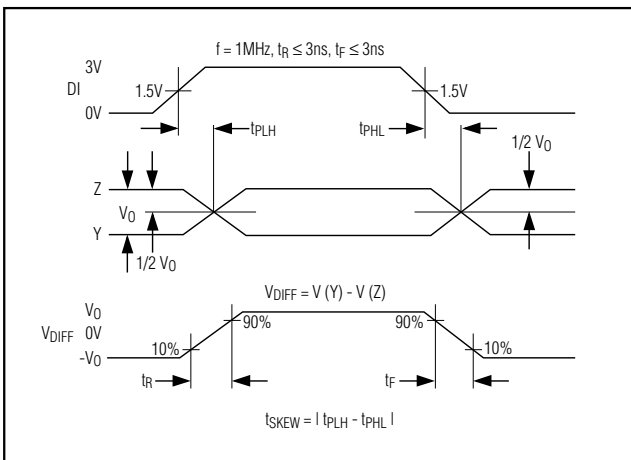 f = 1MHz, tR ≤ 3ns, tF ≤ 3ns
3V
DI
1.5V
1.5V
0V
tPLH
tPHL
1/2 VO
Z
VO
Y
1/2 VO
VDIFF = V (Y) - V (Z)
VO
VDIFF 0V
-VO
90%
90%
10%
10%
tR
tF
tSKEW = | tPLH - tPHL |